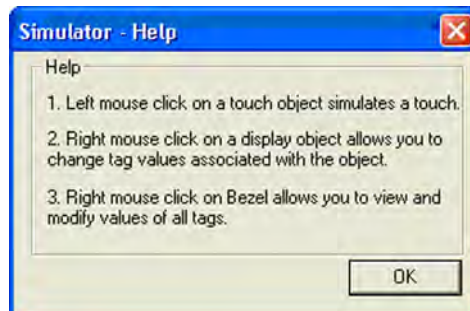 Simulator - Help
Help
1. Left mouse click on a touch object simulates a touch.
2. Right mouse click on a display object allows you to
change tag values associated with the object.
3. Right mouse click on Bezel allows you to view and
modify values of all tags.
OK